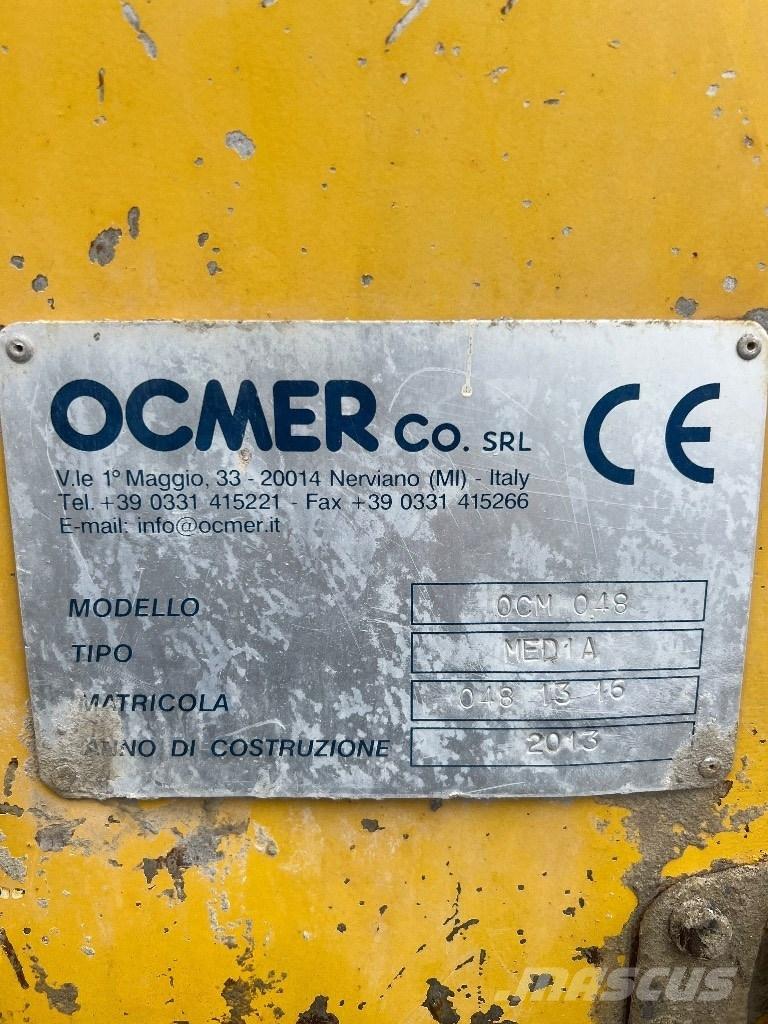 OCMER Co. SRL CE
V.le 1° Maggio, 33 - 20014 Nerviano (MI) - Italy
Tel. +39 0331 415221 - Fax +39 0331 415266
E-mail: info@ocmer.it
MODELLO OCM 048
TIPO MED1A
MATRICOLA 048 13 16
ANNO DI COSTRUZIONE 2013
MASCUS